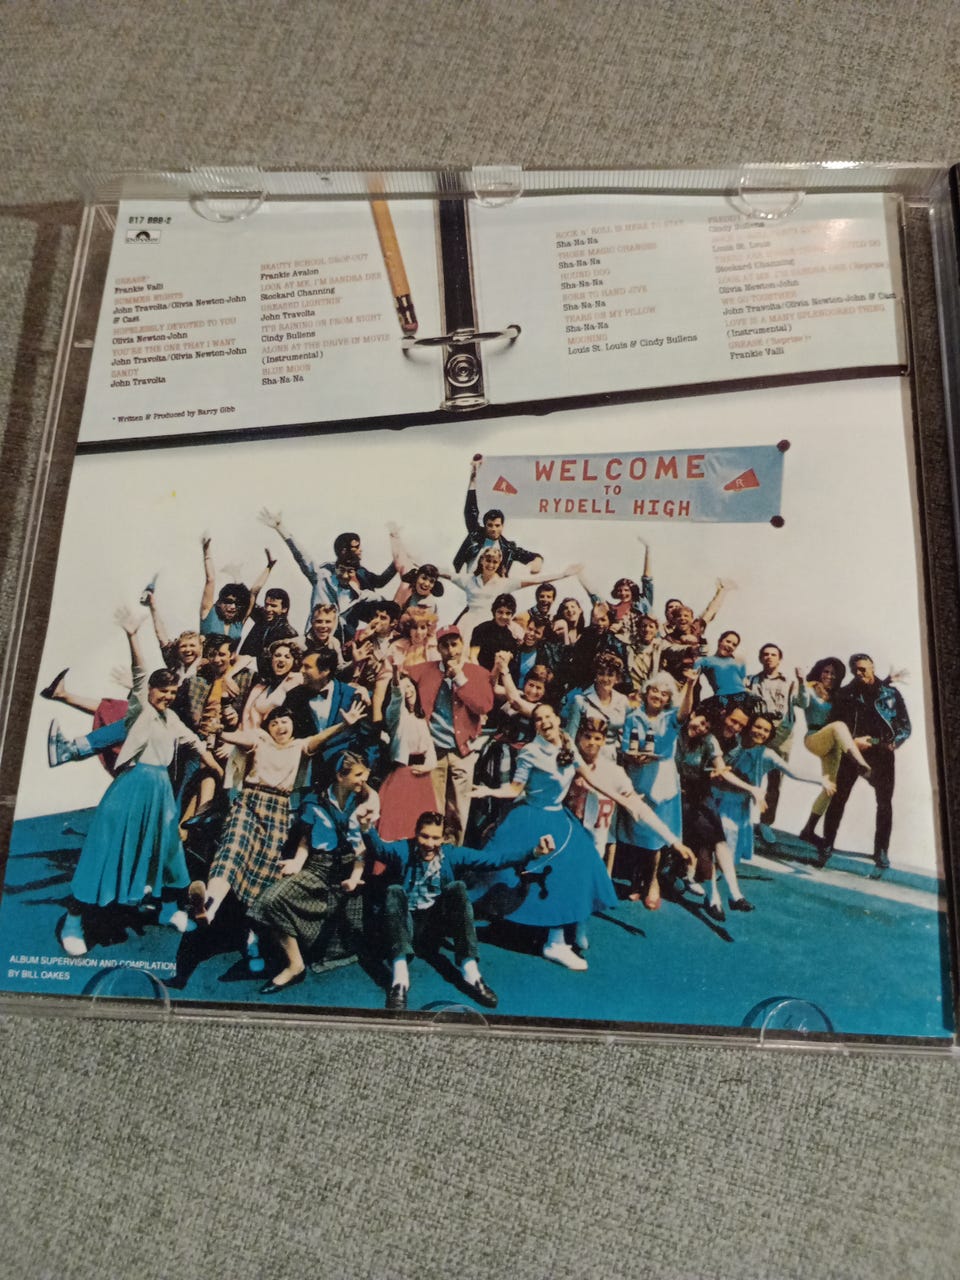 817 998-2
polydor
GREASE*
Frankie Valli
SUMMER NIGHTS
John Travolta/Olivia Newton-John
& Cast
HOPELESSLY DEVOTED TO YOU
Olivia Newton-John
YOU'RE THE ONE THAT I WANT
John Travolta/Olivia Newton-John
SANDY
John Travolta
* Written & Produced by Barry Gibb
BEAUTY SCHOOL DROP-OUT
Frankie Avalon
LOOK AT ME, I'M SANDRA DEE
Stockard Channing
GREASED LIGHTNIN'
John Travolta
IT'S RAINING ON PROM NIGHT
Cindy Bullens
ALONE AT THE DRIVE IN MOVIE
(Instrumental)
BLUE MOON
Sha-Na-Na
ROCK n' ROLL IS HERE TO STAY
Sha-Na-Na
THOSE MAGIC CHANGES
Sha-Na-Na
HOUND DOG
Sha-Na-Na
BORN TO HAND JIVE
Sha-Na-Na
TEARS ON MY PILLOW
Sha-Na-Na
MOONING
Louis St. Louis & Cindy Bullens
FREDDY
Cindy Bullens
Louis St. Louis
Stockard Channing
LOOK AT ME, I'M SANDRA DEE (Reprise)
Olivia Newton-John
WE GO TOGETHER
John Travolta/Olivia Newton-John & Cast
LOVE IS A MANY SPLENDORED THING
(Instrumental)
GREASE (Reprise)*
Frankie Valli
WELCOME
TO
RYDELL HIGH
R
R
R
ALBUM SUPERVISION AND COMPILATION
BY BILL OAKES